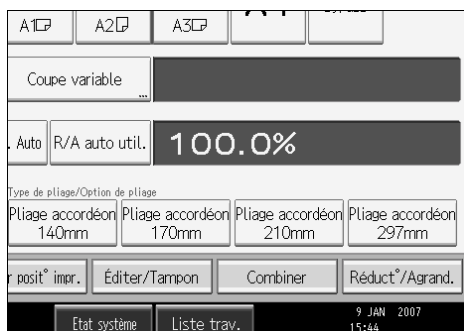 A1 A2 A3
Coupe variable
...
. Auto R/A auto util. 100.0%
Type de pliage/Option de pliage
Pliage accordéon Pliage accordéon Pliage accordéon Pliage accordéon
140mm 170mm 210mm 297mm
r posit° impr. Éditer/Tampon Combiner Réduct°/Agrand.
9 JAN 2007
Etat système Liste trav. 15:44